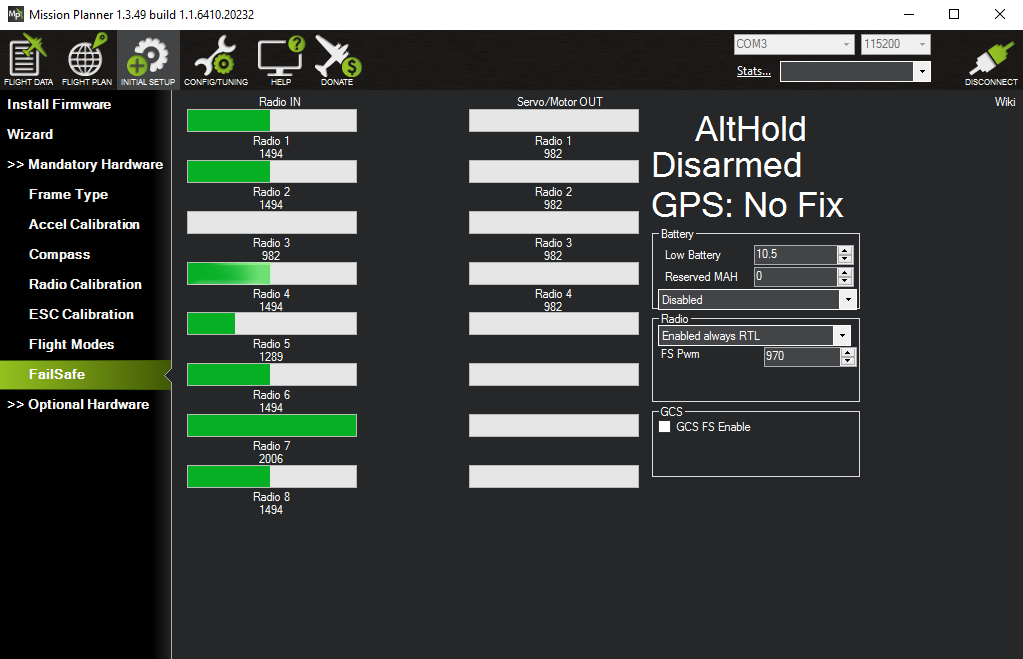 Mission Planner 1.3.49 build 1.1.6410.20232
FLIGHT DATA
FLIGHT PLAN
INITIAL SETUP
CONFIG/TUNING
HELP
DONATE
COM3
115200
Stats...
DISCONNECT
Install Firmware
Wizard
>> Mandatory Hardware
Frame Type
Accel Calibration
Compass
Radio Calibration
ESC Calibration
Flight Modes
FailSafe
>> Optional Hardware
Radio IN
Radio 1
1494
Radio 2
1494
Radio 3
982
Radio 4
1494
Radio 5
1289
Radio 6
1494
Radio 7
2006
Radio 8
1494
Servo/Motor OUT
Radio 1
982
Radio 2
982
Radio 3
982
Radio 4
982
Wiki
AltHold
Disarmed
GPS: No Fix
Battery
Low Battery 10.5
Reserved MAH 0
Disabled
Radio
Enabled always RTL
FS Pwm 970
GCS
GCS FS Enable